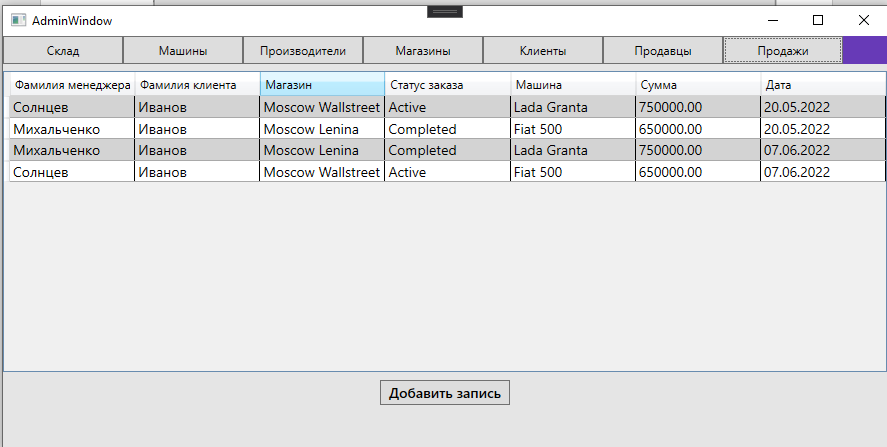 AdminWindow
Склад Машины Производители Магазины Клиенты Продавцы Продажи
Фамилия менеджера Фамилия клиента Магазин Статус заказа Машина Сумма Дата
Солнцев Иванов Moscow Wallstreet Active Lada Granta 750000.00 20.05.2022
Михальченко Иванов Moscow Lenina Completed Fiat 500 650000.00 20.05.2022
Михальченко Иванов Moscow Lenina Completed Lada Granta 750000.00 07.06.2022
Солнцев Иванов Moscow Wallstreet Active Fiat 500 650000.00 07.06.2022
Добавить запись